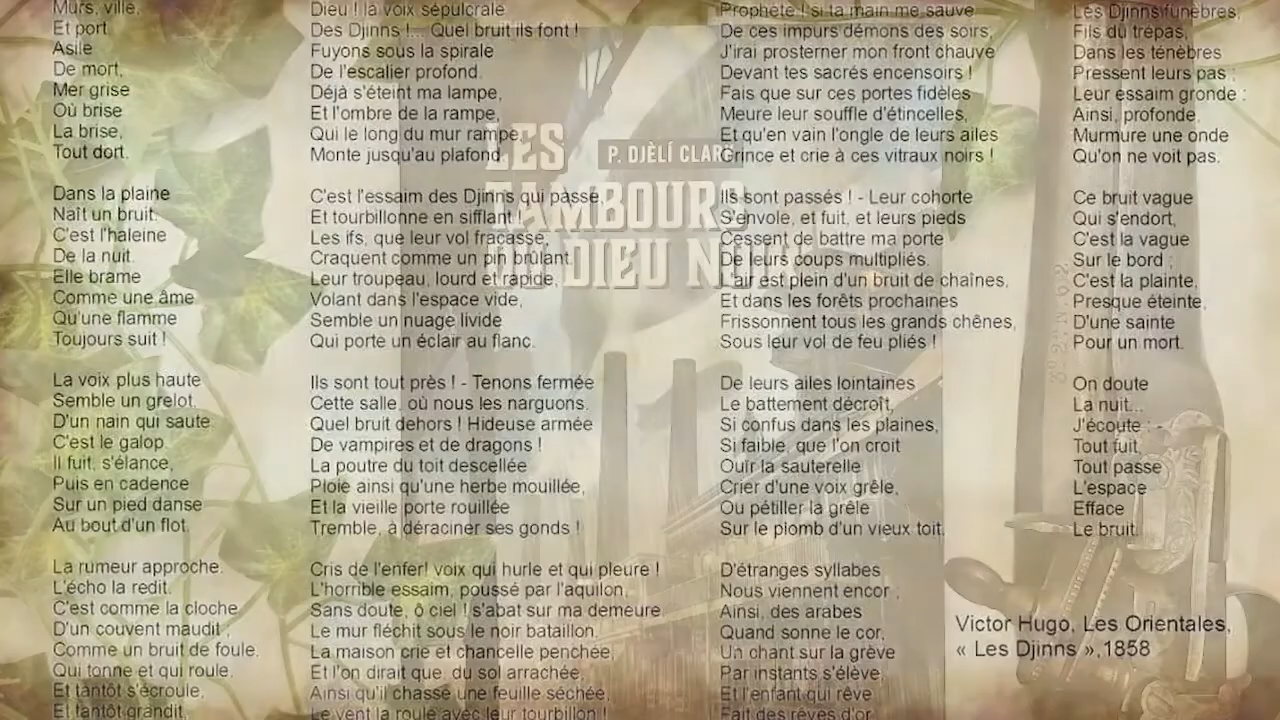 Murs, ville,
Et port
Asile
De mort,
Mer grise
Où brise
La brise,
Tout dort.
Dans la plaine
Naît un bruit.
C'est l'haleine
De la nuit.
Elle brame
Comme une âme
Qu'une flamme
Toujours suit !
La voix plus haute
Semble un grelot.
D'un nain qui saute
C'est le galop.
Il fuit, s'élance,
Puis en cadence
Sur un pied danse
Au bout d'un flot.
La rumeur approche.
L'écho la redit.
C'est comme la cloche
D'un couvent maudit ;
Comme un bruit de foule,
Qui tonne et qui roule,
Et tantôt s'écroule,
Et tantôt grandit,
Dieu ! la voix sépulcrale
Des Djinns !... Quel bruit ils font !
Fuyons sous la spirale
De l'escalier profond.
Déjà s'éteint ma lampe,
Et l'ombre de la rampe,
Qui le long du mur rampe,
Monte jusqu'au plafond.
C'est l'essaim des Djinns qui passe,
Et tourbillonne en sifflant.
Les ifs, que leur vol fracasse,
Craquent comme un pin brûlant.
Leur troupeau, lourd et rapide,
Volant dans l'espace vide,
Semble un nuage livide
Qui porte un éclair au flanc.
Ils sont tout près ! - Tenons fermée
Cette salle, où nous les narguons.
Quel bruit dehors ! Hideuse armée
De vampires et de dragons !
La poutre du toit descellée
Ploie ainsi qu'une herbe mouillée,
Et la vieille porte rouillée
Tremble, à déraciner ses gonds !
Cris de l'enfer! voix qui hurle et qui pleure !
L'horrible essaim, poussé par l'aquilon,
Sans doute, ô ciel ! s'abat sur ma demeure.
Le mur fléchit sous le noir bataillon.
La maison crie et chancelle penchée,
Et l'on dirait que, du sol arrachée,
Ainsi qu'il chasse une feuille séchée,
Le vent la roule avec leur tourbillon !
Prophète ! si ta main me sauve
De ces impurs démons des soirs,
J'irai prosterner mon front chauve
Devant tes sacrés encensoirs !
Fais que sur ces portes fidèles
Meure leur souffle d'étincelles,
Et qu'en vain l'ongle de leurs ailes
Grince et crie à ces vitraux noirs !
Ils sont passés ! - Leur cohorte
S'envole, et fuit, et leurs pieds
Cessent de battre ma porte
De leurs coups multipliés.
L'air est plein d'un bruit de chaînes,
Et dans les forêts prochaines
Frissonnent tous les grands chênes,
Sous leur vol de feu pliés !
De leurs ailes lointaines
Le battement décroît,
Si confus dans les plaines,
Si faible, que l'on croit
Ouïr la sauterelle
Crier d'une voix grêle,
Ou pétiller la grêle
Sur le plomb d'un vieux toit.
D'étranges syllabes
Nous viennent encor ;
Ainsi, des arabes
Quand sonne le cor,
Un chant sur la grève
Par instants s'élève,
Et l'enfant qui rêve
Fait des rêves d'or.
Les Djinns funèbres,
Fils du trépas,
Dans les ténèbres
Pressent leurs pas ;
Leur essaim gronde :
Ainsi, profonde,
Murmure une onde
Qu'on ne voit pas.
Ce bruit vague
Qui s'endort,
C'est la vague
Sur le bord ;
C'est la plainte,
Presque éteinte,
D'une sainte
Pour un mort.
On doute
La nuit...
J'écoute : -
Tout fuit,
Tout passe
L'espace
Efface
Le bruit.
Victor Hugo, Les Orientales,
« Les Djinns »,1858
LES
P. DJÈLÍ CLARK
TAMBOURS
DU DIEU NOIR